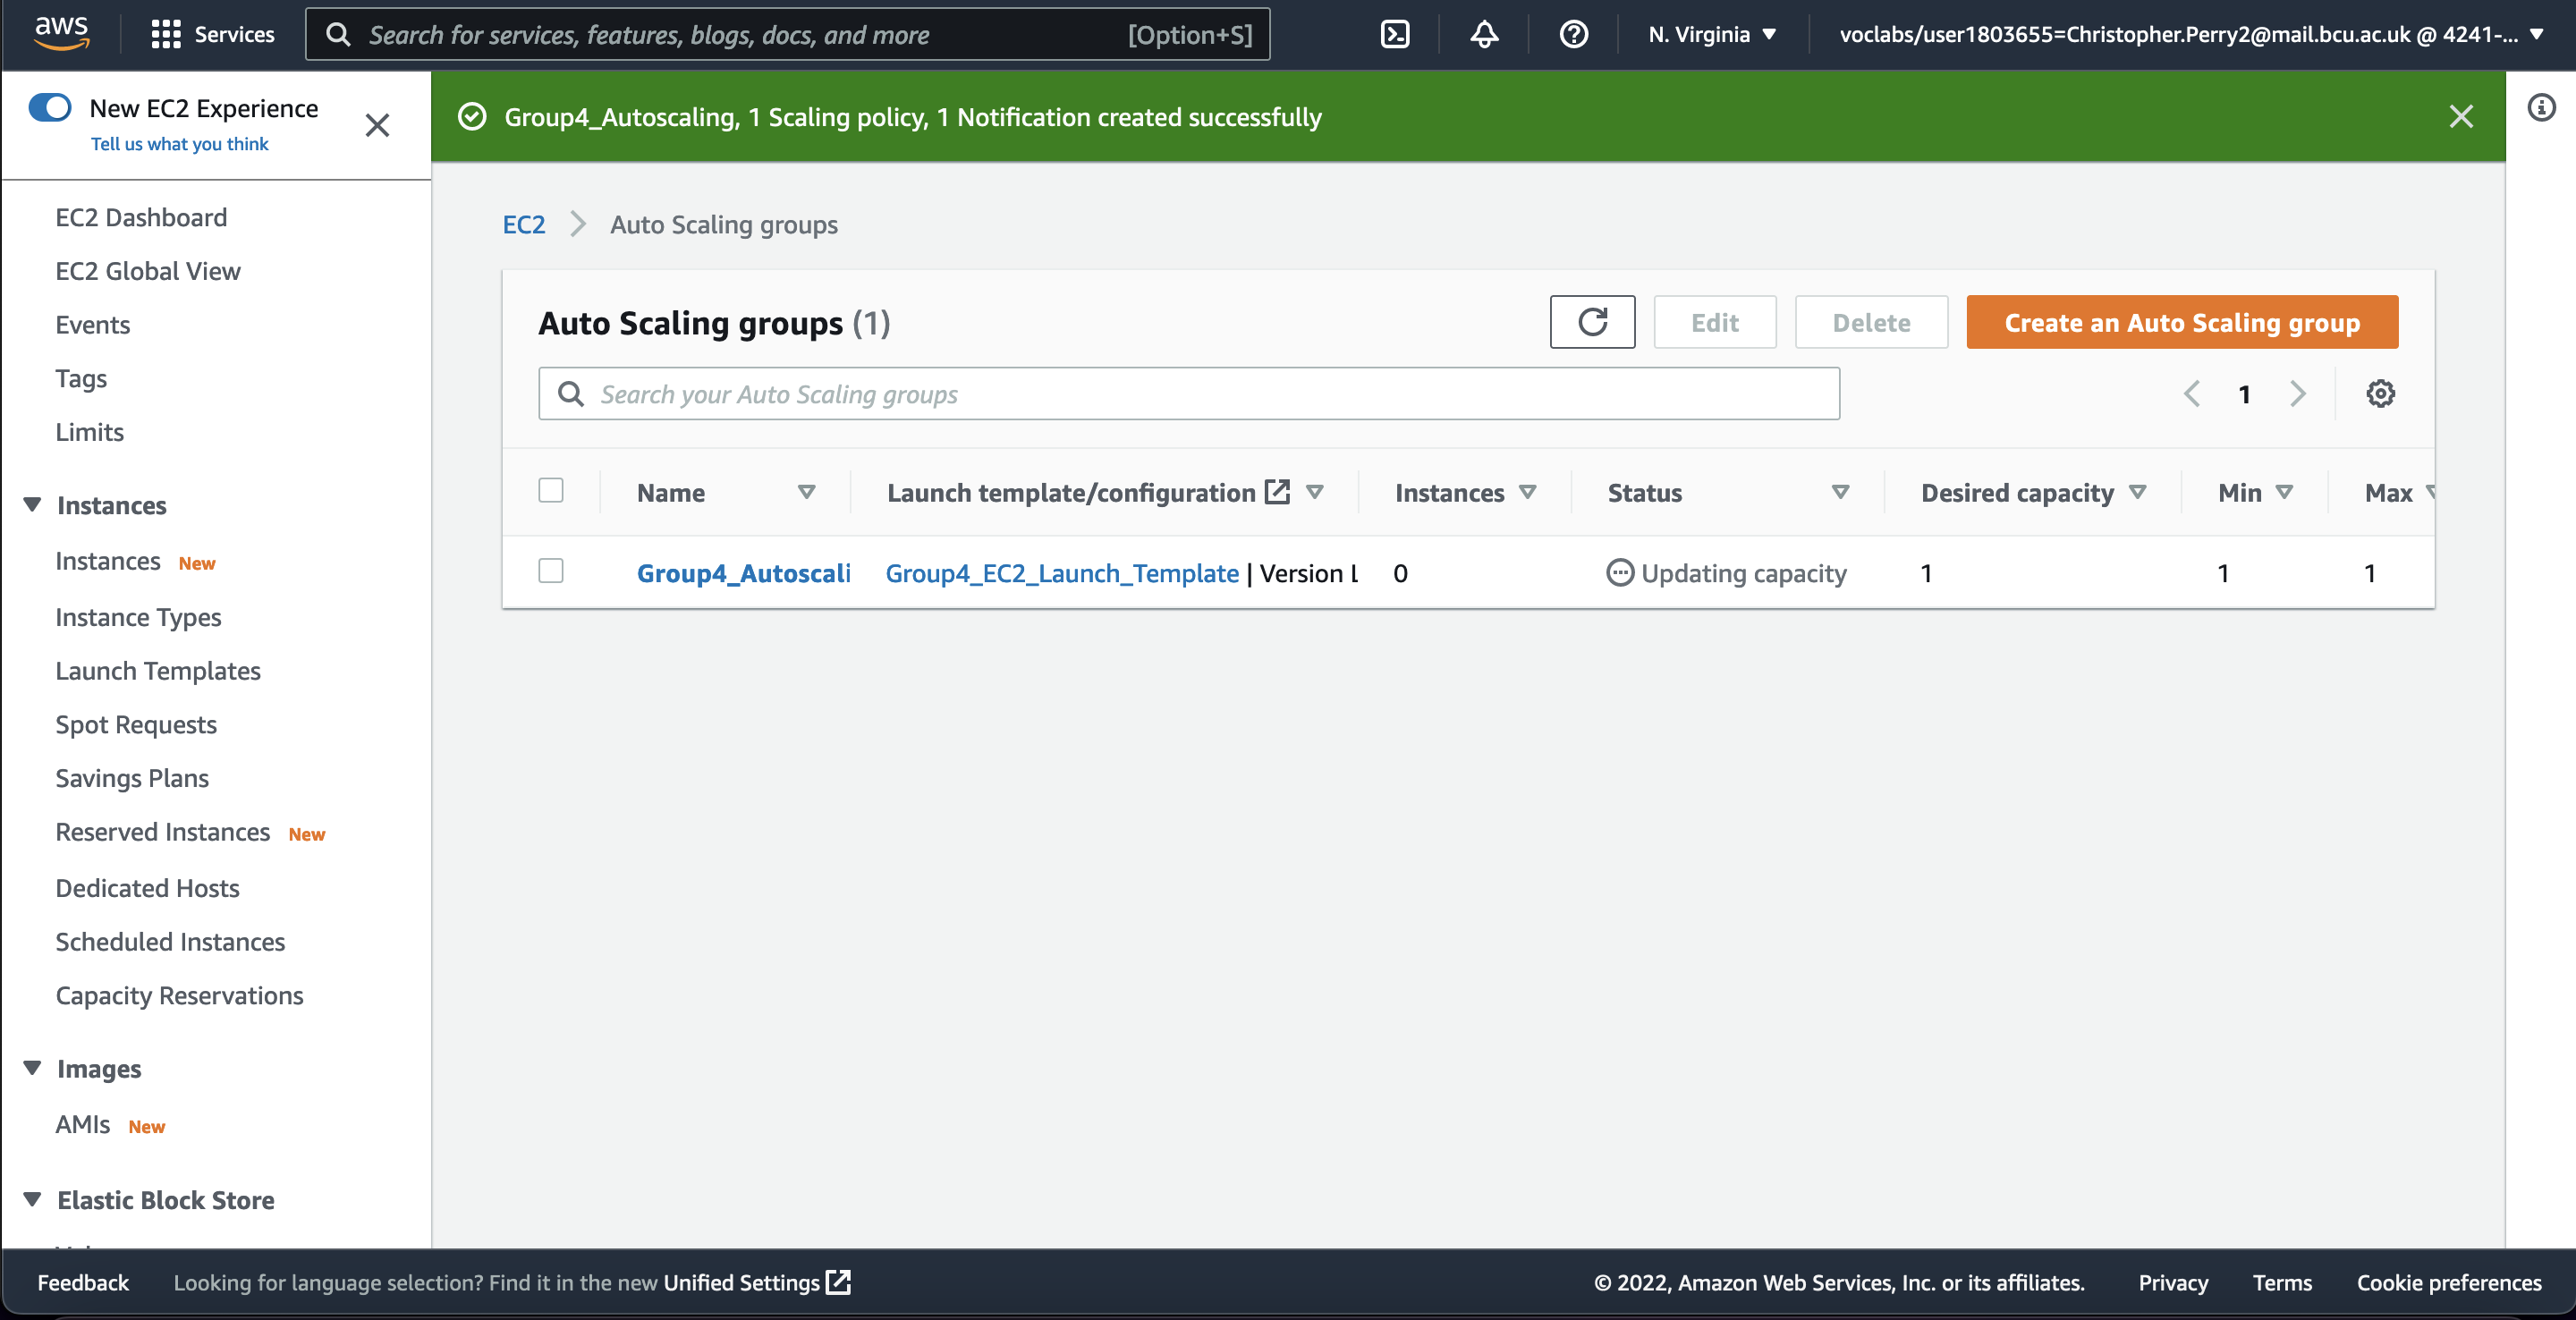 aws
Services
Search for services, features, blogs, docs, and more
[Option+S]
N. Virginia
voclabs/user1803655=Christopher.Perry2@mail.bcu.ac.uk @ 4241-...
New EC2 Experience
Tell us what you think
EC2 Dashboard
EC2 Global View
Events
Tags
Limits
Instances
Instances New
Instance Types
Launch Templates
Spot Requests
Savings Plans
Reserved Instances New
Dedicated Hosts
Scheduled Instances
Capacity Reservations
Images
AMIs New
Elastic Block Store
Group4_Autoscaling, 1 Scaling policy, 1 Notification created successfully
EC2 Auto Scaling groups
Auto Scaling groups (1)
Edit
Delete
Create an Auto Scaling group
Search your Auto Scaling groups
1
Name Launch template/configuration Instances Status Desired capacity Min Max
Group4_Autoscali Group4_EC2_Launch_Template | Version L 0 Updating capacity 1 1 1
Feedback
Looking for language selection? Find it in the new Unified Settings
© 2022, Amazon Web Services, Inc. or its affiliates.
Privacy
Terms
Cookie preferences